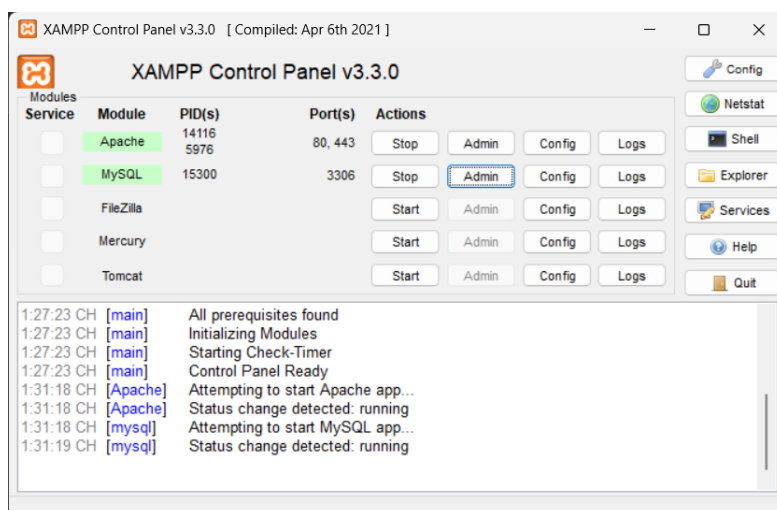 XAMPP Control Panel v3.3.0 [ Compiled: Apr 6th 2021 ]
XAMPP Control Panel v3.3.0
Config
Modules
Service Module PID(s) Port(s) Actions
Netstat
Apache 14116 5976 80, 443 Stop Admin Config Logs
Shell
MySQL 15300 3306 Stop Admin Config Logs
Explorer
FileZilla Start Admin Config Logs
Services
Mercury Start Admin Config Logs
Help
Tomcat Start Admin Config Logs
Quit
1:27:23 CH [main] All prerequisites found
1:27:23 CH [main] Initializing Modules
1:27:23 CH [main] Starting Check-Timer
1:27:23 CH [main] Control Panel Ready
1:31:18 CH [Apache] Attempting to start Apache app...
1:31:18 CH [Apache] Status change detected: running
1:31:18 CH [mysql] Attempting to start MySQL app...
1:31:19 CH [mysql] Status change detected: running